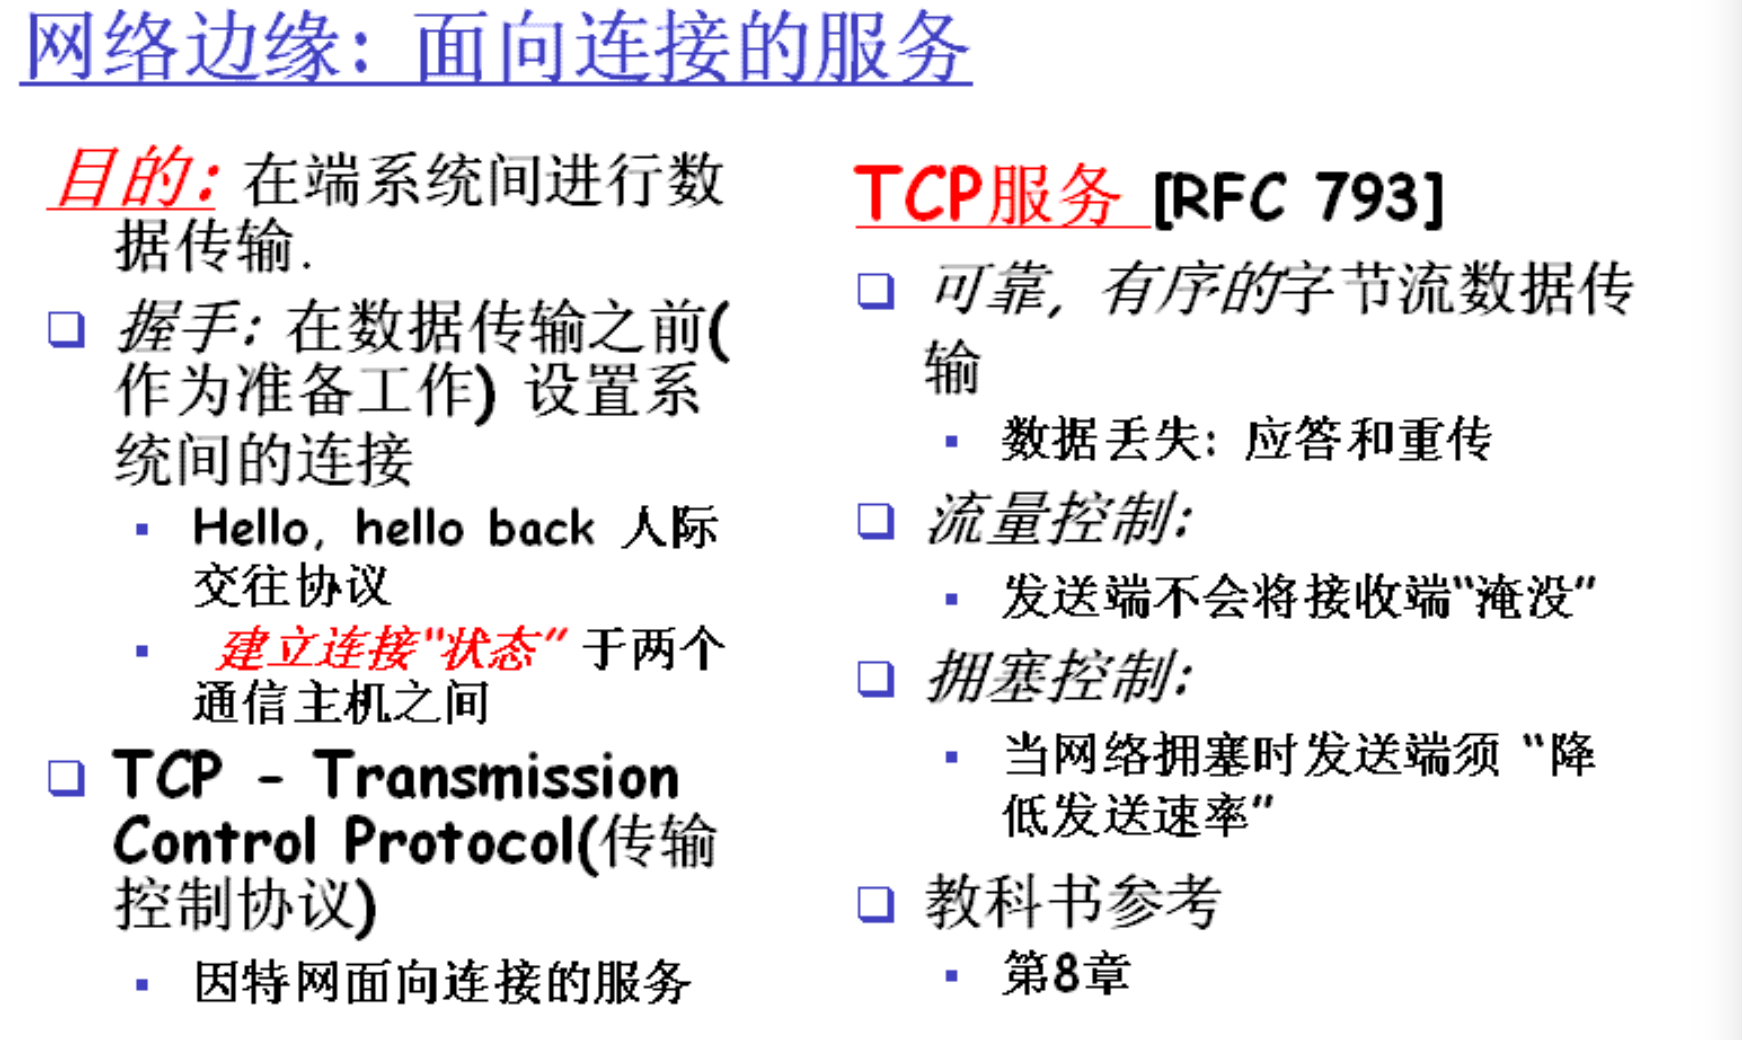 网络边缘: 面向连接的服务
目的: 在端系统间进行数
据传输.
握手: 在数据传输之前(
作为准备工作) 设置系
统间的连接
Hello, hello back 人际
交往协议
建立连接"状态" 于两个
通信主机之间
TCP - Transmission
Control Protocol(传输
控制协议)
因特网面向连接的服务
TCP服务 [RFC 793]
可靠, 有序的字节流数据传
输
数据丢失: 应答和重传
流量控制:
发送端不会将接收端"淹没"
拥塞控制:
当网络拥塞时发送端须 "降
低发送速率"
教科书参考
第8章